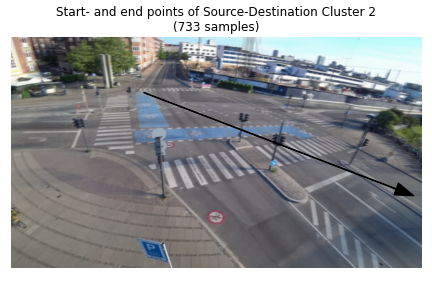 Start- and end points of Source-Destination Cluster 2
(733 samples)
P